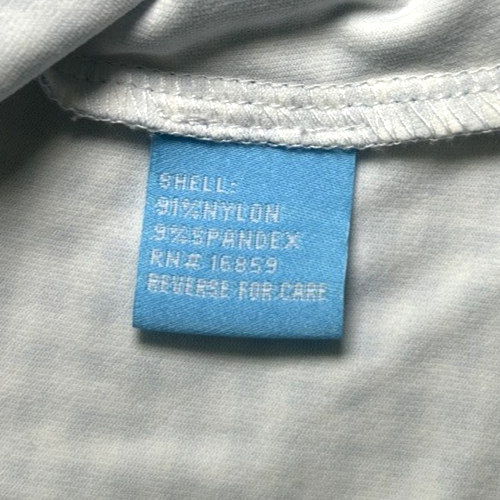 SHELL:
91%NYLON
9%SPANDEX
RN# 16859
REVERSE FOR CARE